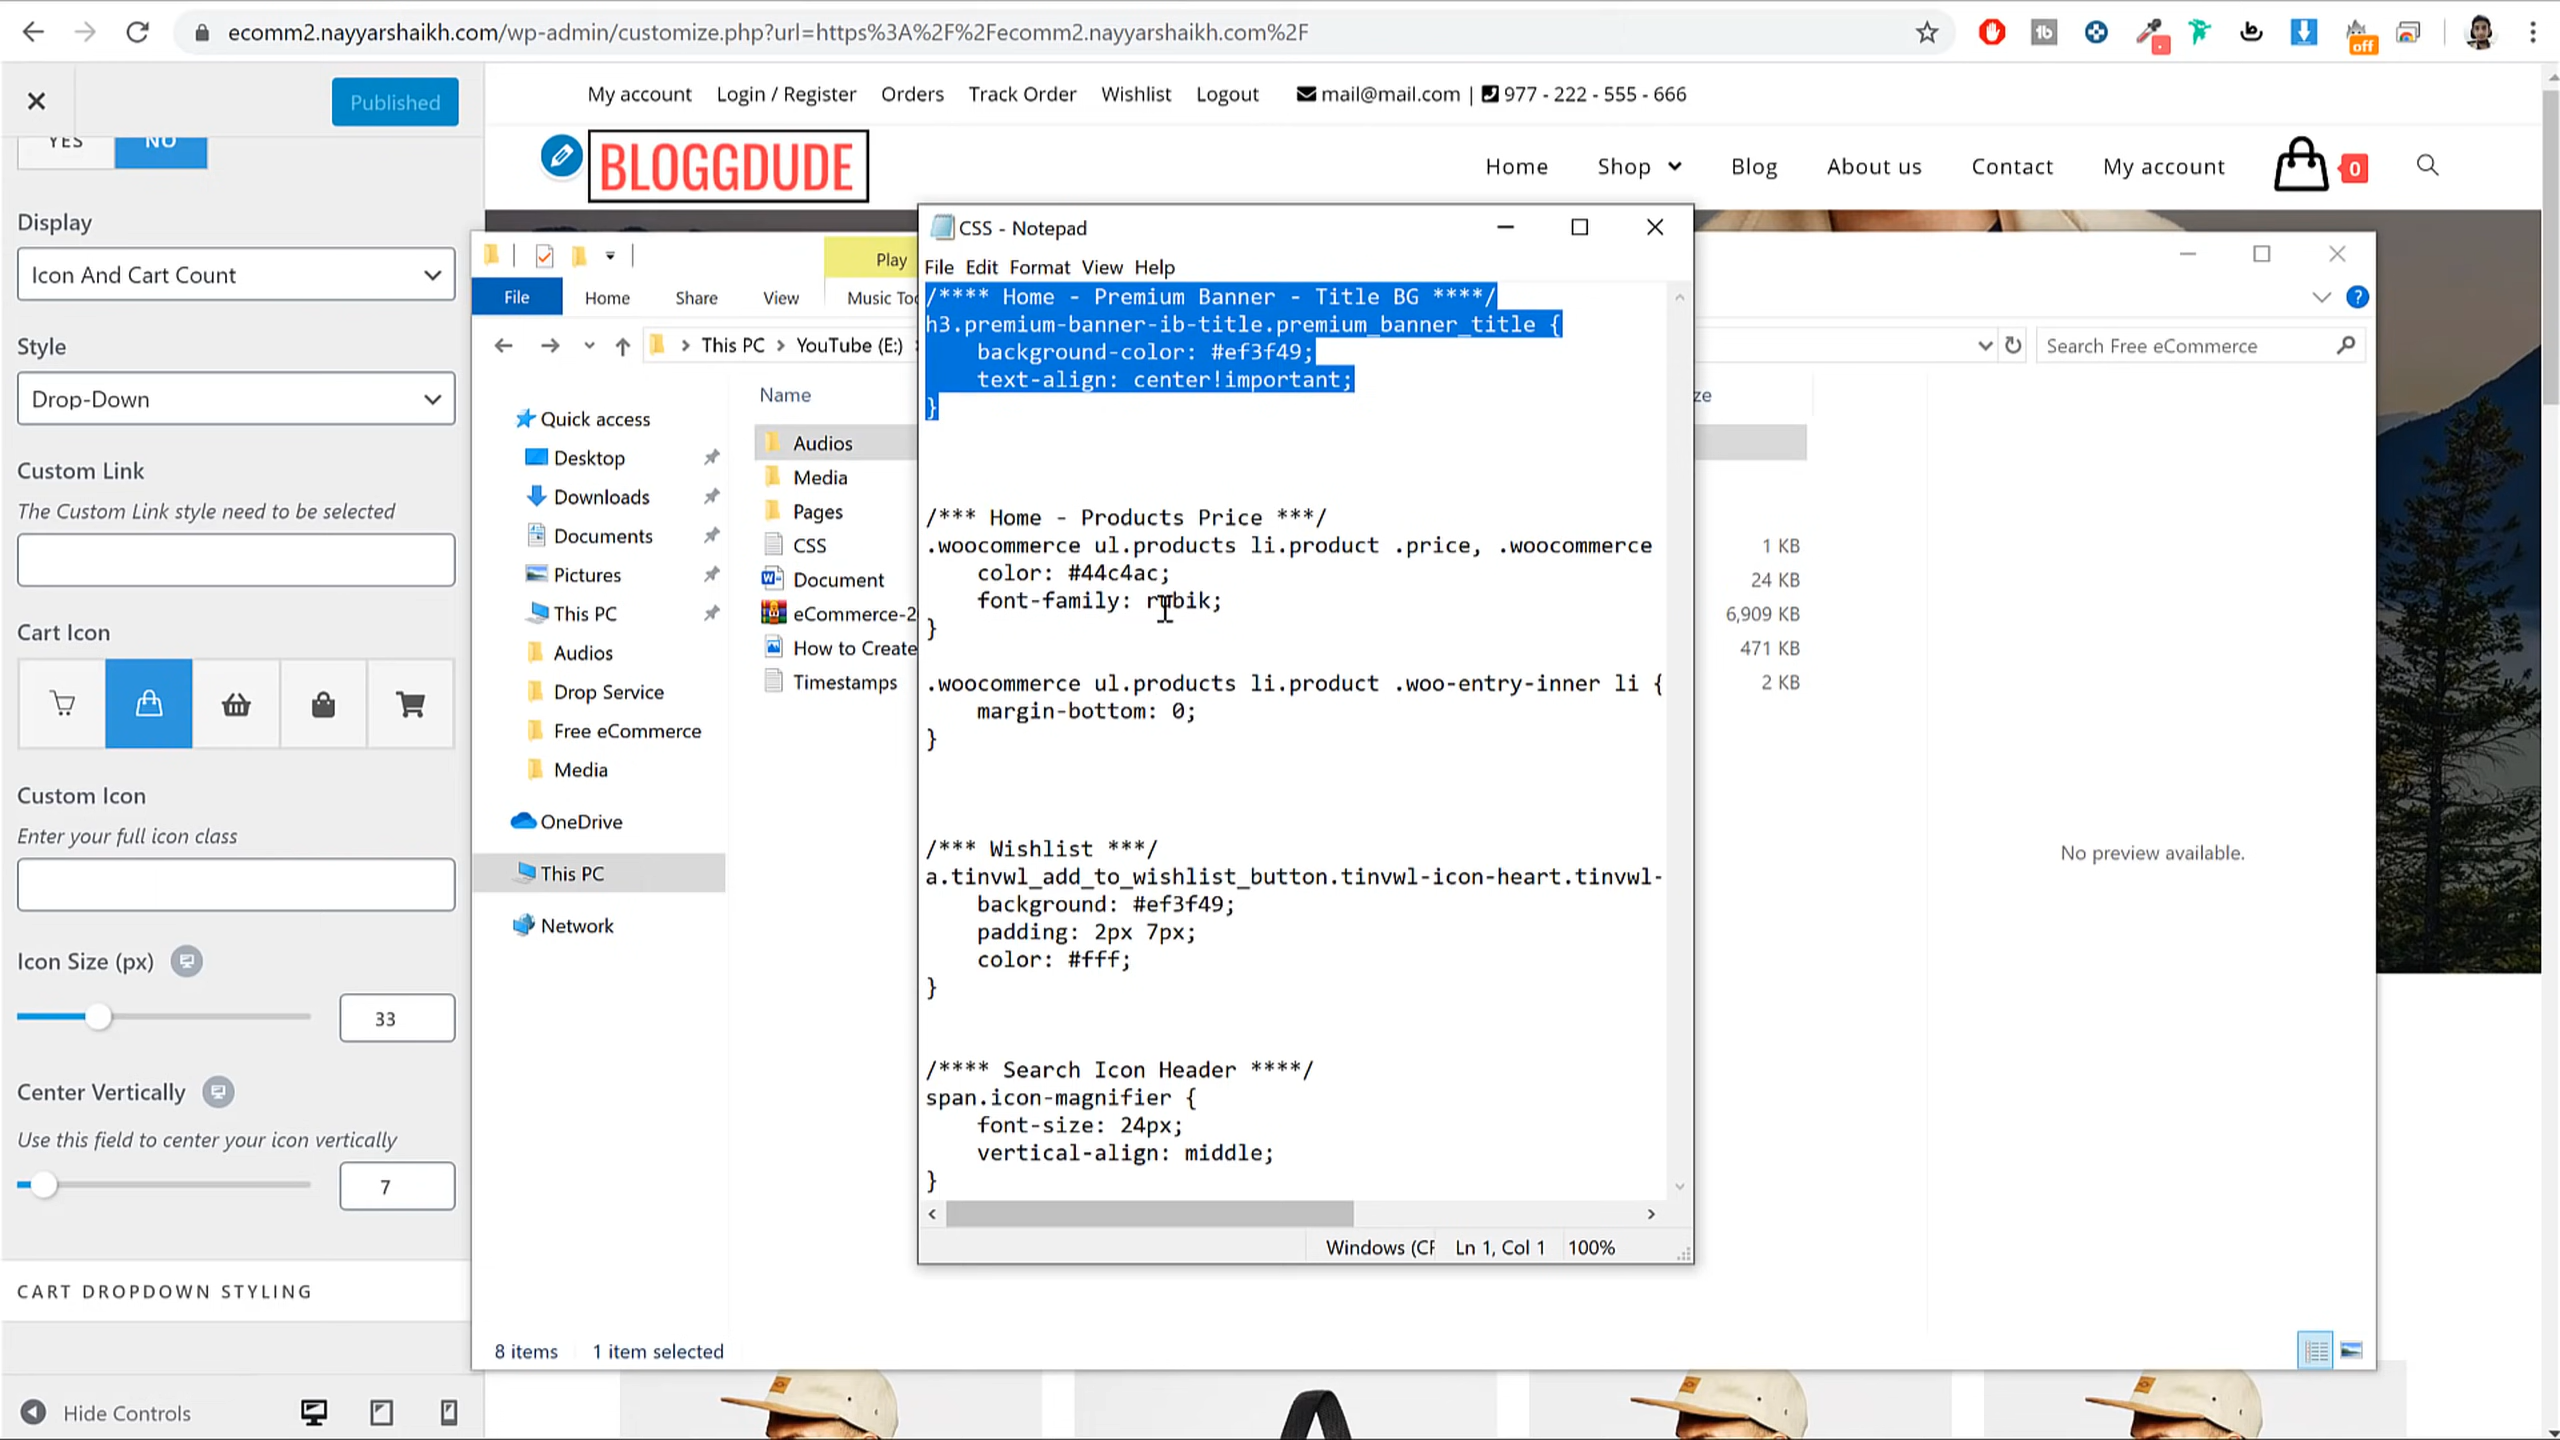 ecomm2.nayyarshaikh.com/wp-admin/customize.php?url=https%3A%2F%2Fecomm2.nayyarshaikh.com%2F
off
Published
YES
NO
Display
Icon And Cart Count
Style
Drop-Down
Custom Link
The Custom Link style need to be selected
Cart Icon
Custom Icon
Enter your full icon class
Icon Size (px)
33
Center Vertically
Use this field to center your icon vertically
7
CART DROPDOWN STYLING
Hide Controls
My account Login / Register Orders Track Order Wishlist Logout mail@mail.com | 977 - 222 - 555 - 666
BLOGGDUDE
Home Shop Blog About us Contact My account 0
Play
File Home Share View Music Too
This PC YouTube (E:)
Search Free eCommerce
Quick access
Desktop
Downloads
Documents
Pictures
This PC
Audios
Drop Service
Free eCommerce
Media
OneDrive
This PC
Network
Name
Audios
Media
Pages
CSS
Document
eCommerce-2
How to Create
Timestamps
ze
1 KB
24 KB
6,909 KB
471 KB
2 KB
No preview available.
8 items 1 item selected
CSS - Notepad
File Edit Format View Help
/**** Home - Premium Banner - Title BG ****/
h3.premium-banner-ib-title.premium_banner_title {
background-color: #ef3f49;
text-align: center!important;
}
/*** Home - Products Price ***/
.woocommerce ul.products li.product .price, .woocommerce
color: #44c4ac;
font-family: rubik;
}
.woocommerce ul.products li.product .woo-entry-inner li {
margin-bottom: 0;
}
/*** Wishlist ***/
a.tinvwl_add_to_wishlist_button.tinvwl-icon-heart.tinvwl-
background: #ef3f49;
padding: 2px 7px;
color: #fff;
}
/**** Search Icon Header ****/
span.icon-magnifier {
font-size: 24px;
vertical-align: middle;
}
Windows (CR Ln 1, Col 1 100%